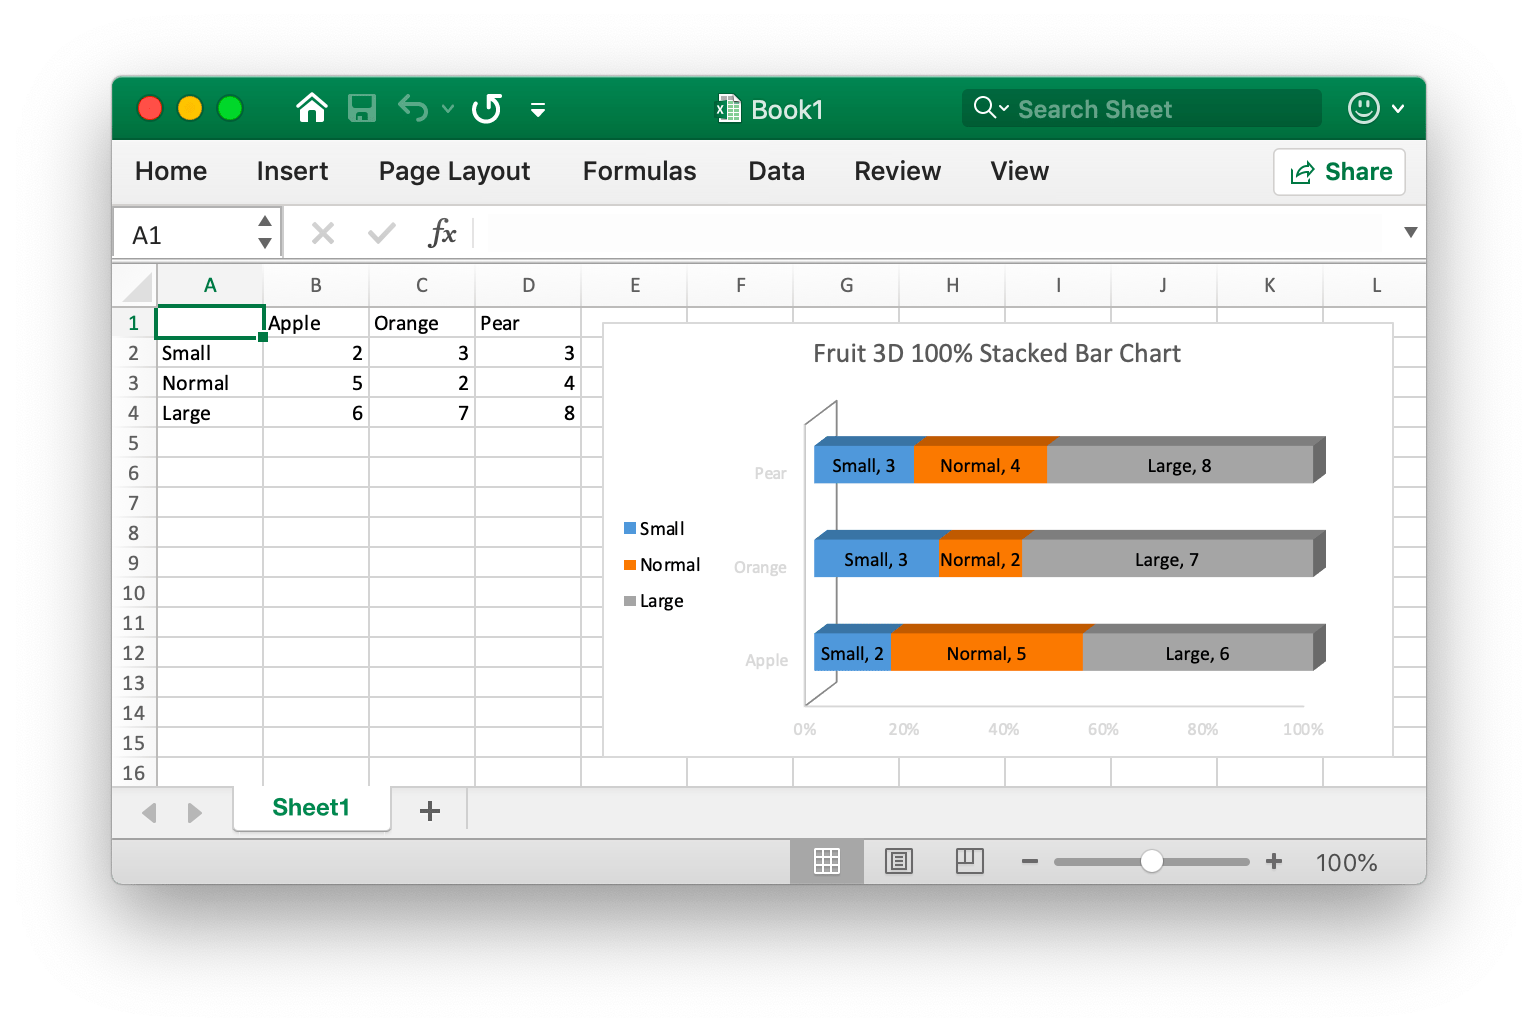 Book1
Search Sheet
Home Insert Page Layout Formulas Data Review View Share
A1 fx
A B C D E F G H I J K L
1 Apple Orange Pear
2 Small 2 3 3
3 Normal 5 2 4
4 Large 6 7 8
5
6
7
8
9
10
11
12
13
14
15
16
Fruit 3D 100% Stacked Bar Chart
Pear Small, 3 Normal, 4 Large, 8
Small
Normal
Large
Orange Small, 3 Normal, 2 Large, 7
Apple Small, 2 Normal, 5 Large, 6
0% 20% 40% 60% 80% 100%
Sheet1
100%